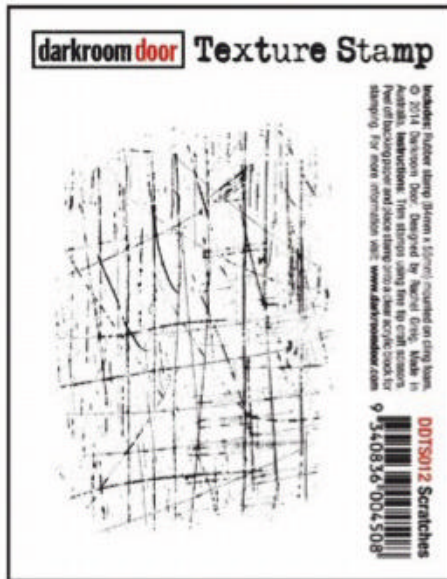 darkroom door Texture Stamp
Includes: Rubber stamp (84mm x 59mm) mounted on cling foam.
© 2014 Darkroom Door. Designed by Rachel Greig. Made in
Australia. Instructions: Trim stamps using fine tip craft scissors.
Peel off backing paper and place stamp onto a clear acrylic block for
stamping. For more information visit: www.darkroomdoor.com
DDTS012 Scratches
9 340836 004508